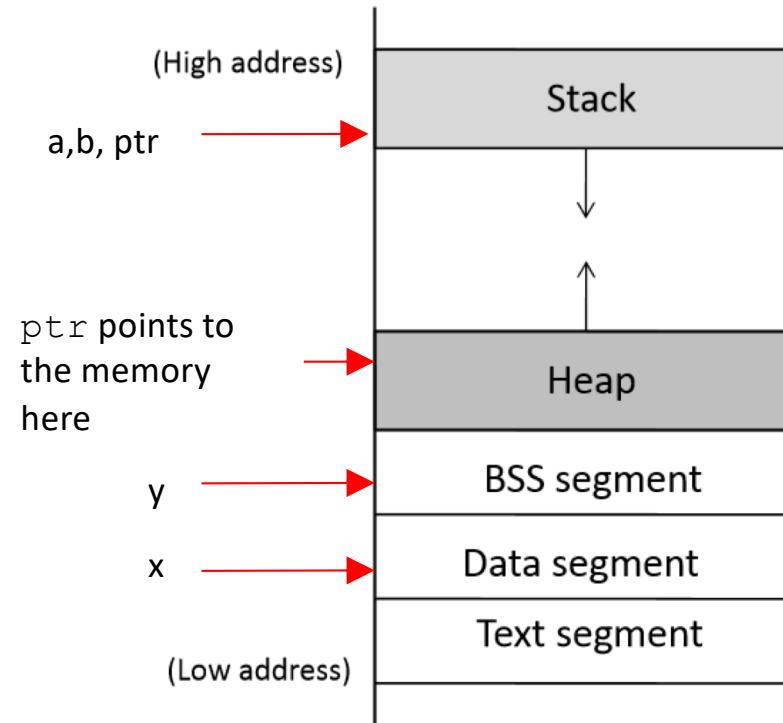 (High address)
Stack
a,b, ptr
ptr points to
the memory
here
Heap
y
BSS segment
x
Data segment
Text segment
(Low address)